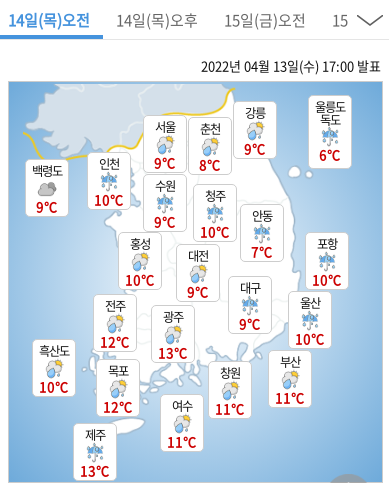 14일(목)오전 14일(목)오후 15일(금)오전 15
2022년 04월 13일(수) 17:00 발표
울릉도
독도
6℃
강릉
9℃
서울
9℃
춘천
8℃
백령도
9℃
인천
10℃
수원
9℃
청주
10℃
안동
7℃
홍성
10℃
대전
9℃
포항
10℃
대구
9℃
전주
12℃
광주
13℃
울산
10℃
흑산도
10℃
목포
12℃
창원
11℃
부산
11℃
여수
11℃
제주
13℃